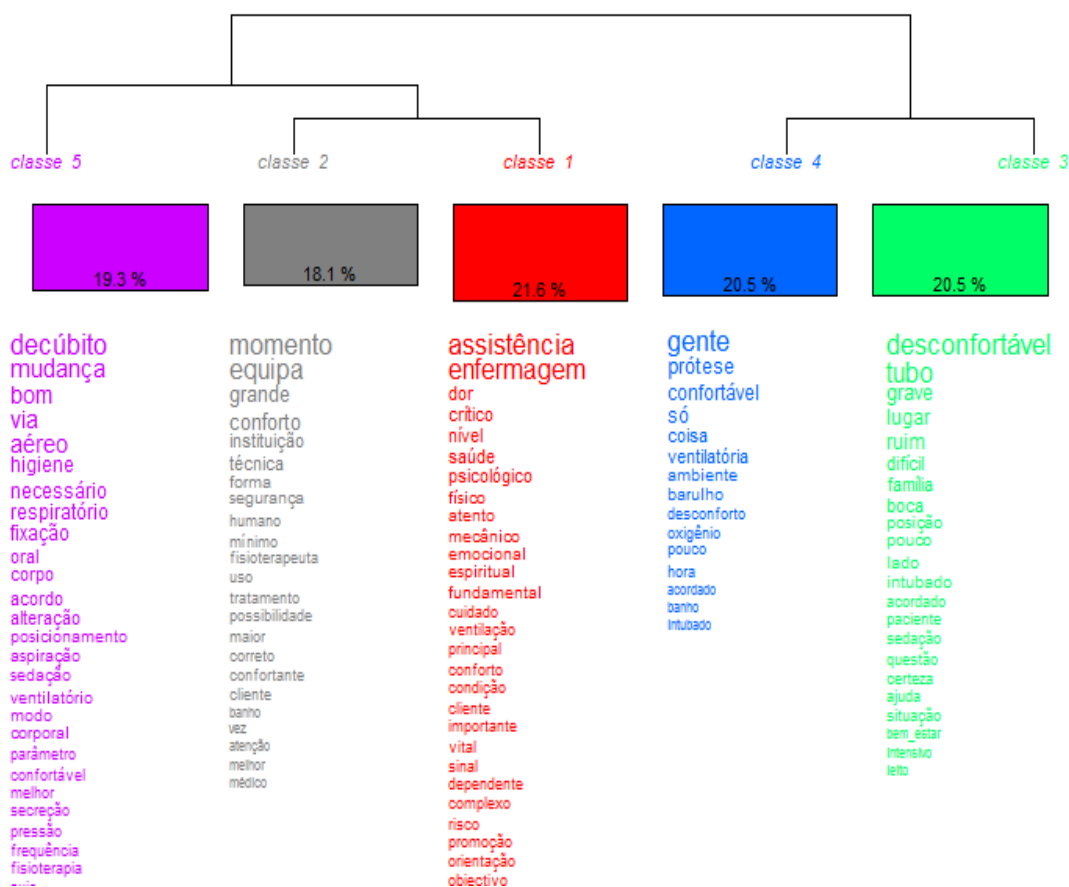 classe 5
classe 2
classe 1
classe 4
classe 3
19.3 %
18.1 %
21.6 %
20.5 %
20.5 %
decúbito
mudança
bom
via
aéreo
higiene
necessário
respiratório
fixação
oral
corpo
acordo
alteração
posicionamento
aspiração
sedação
ventilatório
modo
corporal
parâmetro
confortável
melhor
secreção
pressão
frequência
fisioterapia
momento
equipa
grande
conforto
instituição
técnica
forma
segurança
humano
mínimo
fisioterapeuta
uso
tratamento
possibilidade
maior
correto
confortante
cliente
banho
vez
atenção
melhor
médico
assistência
enfermagem
dor
crítico
nível
saúde
psicológico
físico
atento
mecânico
emocional
espiritual
fundamental
cuidado
ventilação
principal
conforto
condição
cliente
importante
vital
sinal
dependente
complexo
risco
promoção
orientação
objectivo
gente
prótese
confortável
só
coisa
ventilatória
ambiente
barulho
desconforto
oxigênio
pouco
hora
acordado
banho
Intubado
desconfortável
tubo
grave
lugar
ruim
difícil
família
boca
posição
pouco
lado
intubado
acordado
paciente
sedação
questão
certeza
ajuda
situação
bem_estar
Intensivo
leito